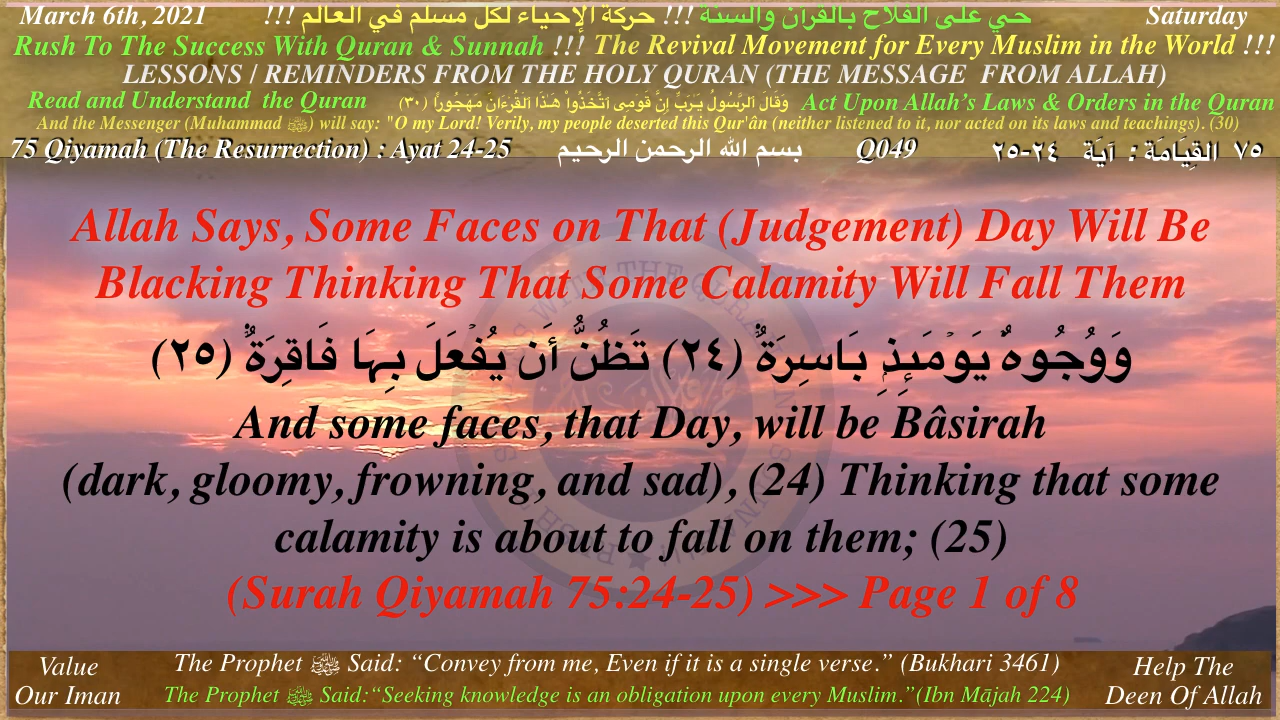 March 6th, 2021 حي على الفلاح بالقرآن والسنة !!! حركة الإحياء لكل مسلم في العالم !!! Saturday
Rush To The Success With Quran & Sunnah !!! The Revival Movement for Every Muslim in the World !!!
LESSONS / REMINDERS FROM THE HOLY QURAN (THE MESSAGE FROM ALLAH)
Read and Understand the Quran وَقَالَ ٱلرَّسُولُ يَـٰرَبِّ إِنَّ قَوۡمِى ٱتَّخَذُواْ هَـٰذَا ٱلۡقُرۡءَانَ مَهۡجُورً۬ا (٣٠) Act Upon Allah’s Laws & Orders in the Quran
And the Messenger (Muhammad ﷺ) will say: "O my Lord! Verily, my people deserted this Qur'ân (neither listened to it, nor acted on its laws and teachings). (30)
75 Qiyamah (The Resurrection) : Ayat 24-25 بسم الله الرحمن الرحيم Q049 ٧٥ القِيَامَة : آيَة ٢٤-٢٥
Allah Says, Some Faces on That (Judgement) Day Will Be
Blacking Thinking That Some Calamity Will Fall Them
وَوُجُوهٌ۬ يَوۡمَٮِٕذِۭ بَاسِرَةٌ۬ (٢٤) تَظُنُّ أَن يُفۡعَلَ بِہَا فَاقِرَةٌ۬ (٢٥)
And some faces, that Day, will be Bâsirah
(dark, gloomy, frowning, and sad), (24) Thinking that some
calamity is about to fall on them; (25)
(Surah Qiyamah 75:24-25) >>> Page 1 of 8
Value Our Iman
The Prophet ﷺ Said: “Convey from me, Even if it is a single verse.” (Bukhari 3461)
The Prophet ﷺ Said:“Seeking knowledge is an obligation upon every Muslim.”(Ibn Mājah 224)
Help The Deen Of Allah